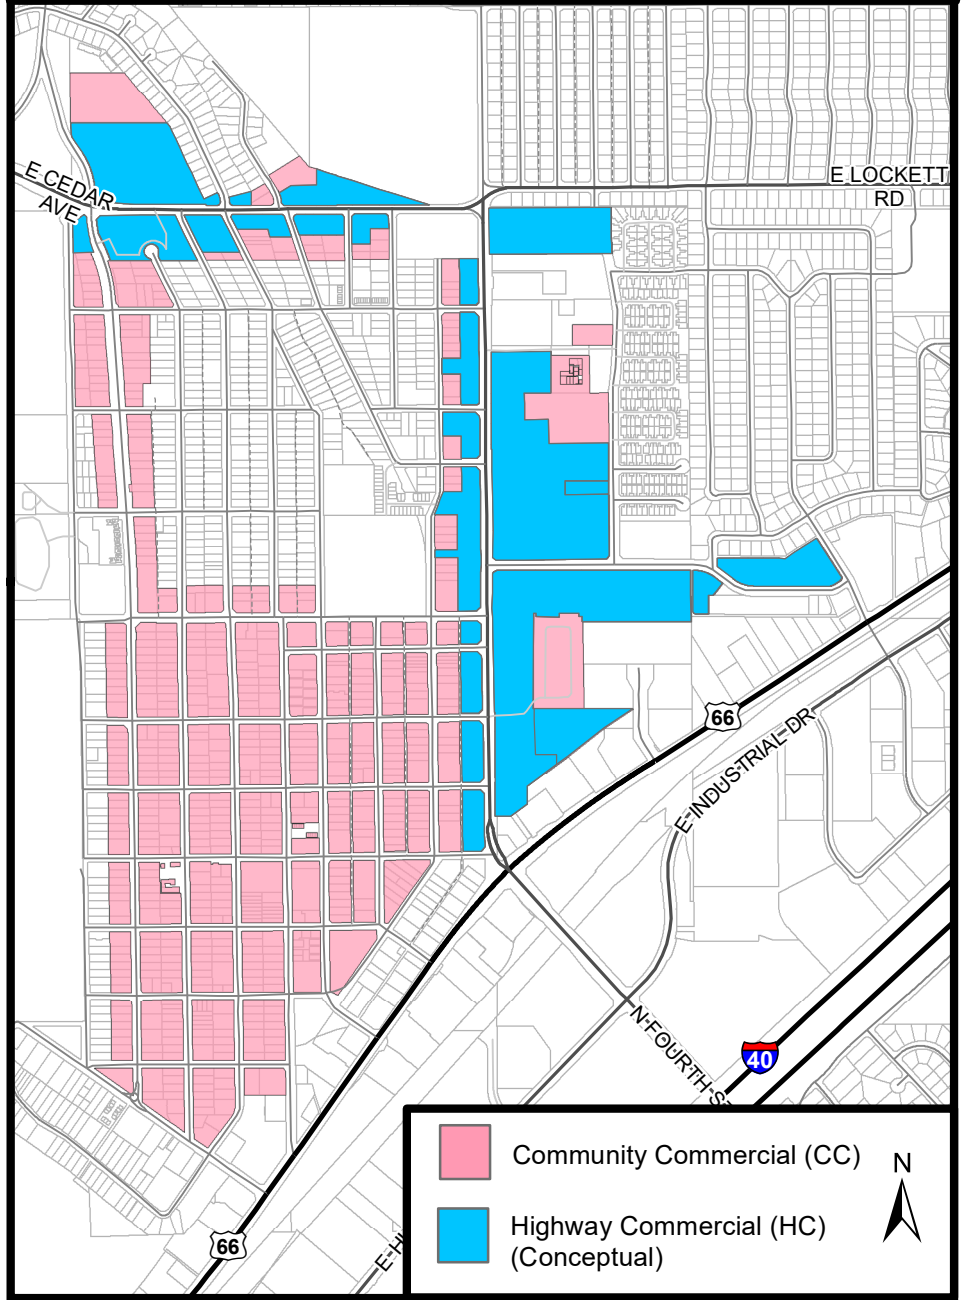 E CEDAR
AVE
E LOCKETT
RD
66
E INDUSTRIAL DR
N FOURTH S
40
66
E H
Community Commercial (CC)
Highway Commercial (HC)
(Conceptual)
N